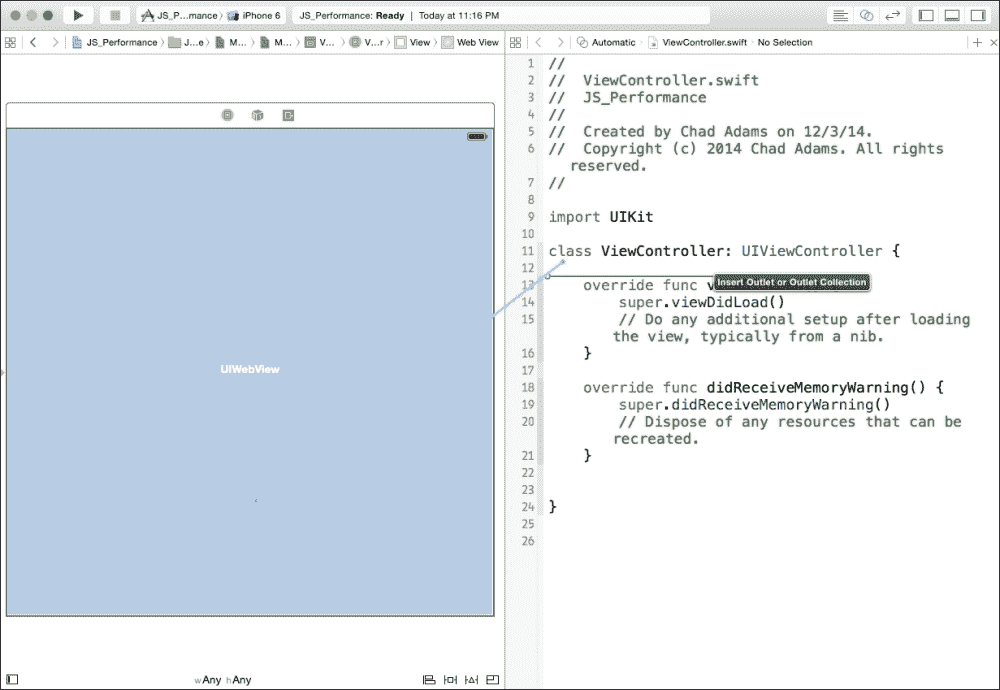 JS_P...mance › iPhone 6
JS_Performance: Ready | Today at 11:16 PM
JS_Performance › J...e › M... › M... › V... › V...r › View › Web View
Automatic › ViewController.swift › No Selection
1 //
2 //  ViewController.swift
3 //  JS_Performance
4 //
5 //  Created by Chad Adams on 12/3/14.
6 //  Copyright (c) 2014 Chad Adams. All rights
reserved.
7 //
8
9 import UIKit
10
11 class ViewController: UIViewController {
12
Insert Outlet or Outlet Collection
13 override func v
14 super.viewDidLoad()
15 // Do any additional setup after loading
the view, typically from a nib.
16 }
17
18 override func didReceiveMemoryWarning() {
19 super.didReceiveMemoryWarning()
20 // Dispose of any resources that can be
recreated.
21 }
22
23
24 }
25
26
UIWebView
wAny hAny